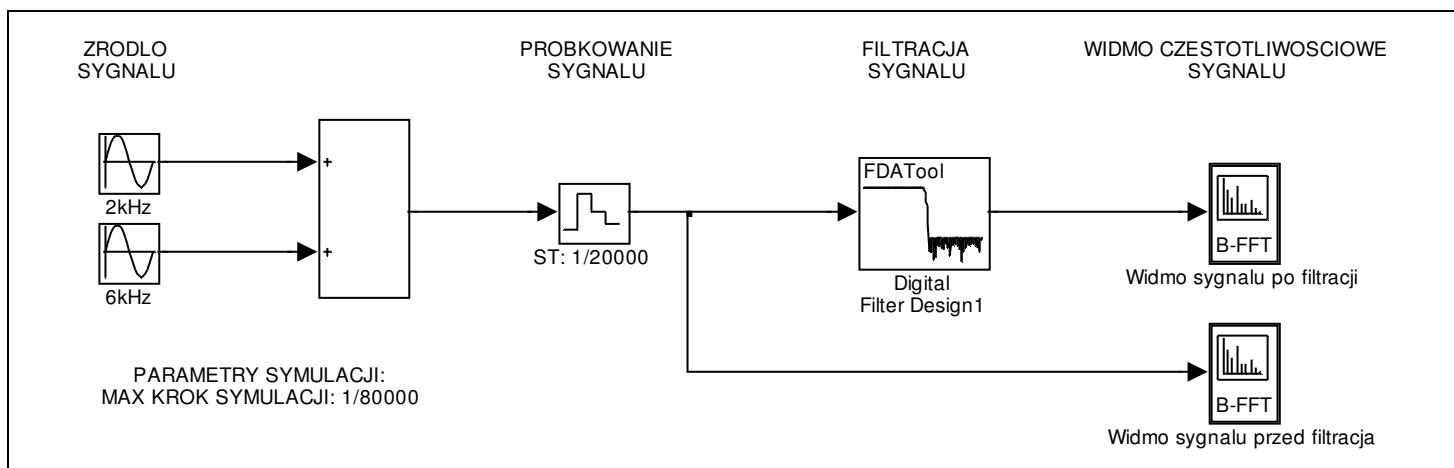 ZRODLO
SYGNALU
PROBKOWANIE
SYGNALU
FILTRACJA
SYGNALU
WIDMO CZESTOTLIWOSCIOWE
SYGNALU
2kHz
+
6kHz
+
ST: 1/20000
FDATool
Digital
Filter Design1
B-FFT
Widmo sygnalu po filtracji
B-FFT
Widmo sygnalu przed filtracja
PARAMETRY SYMULACJI:
MAX KROK SYMULACJI: 1/80000